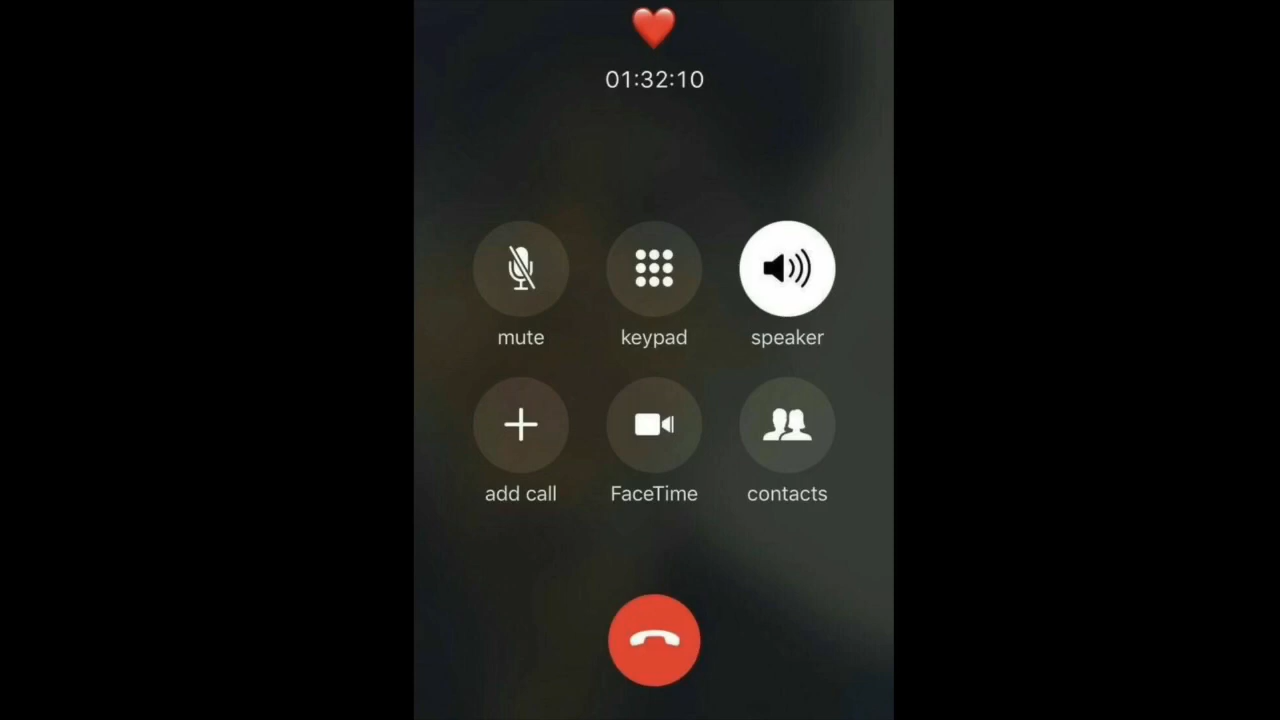 ❤️
01:32:10
mute keypad speaker
add call FaceTime contacts